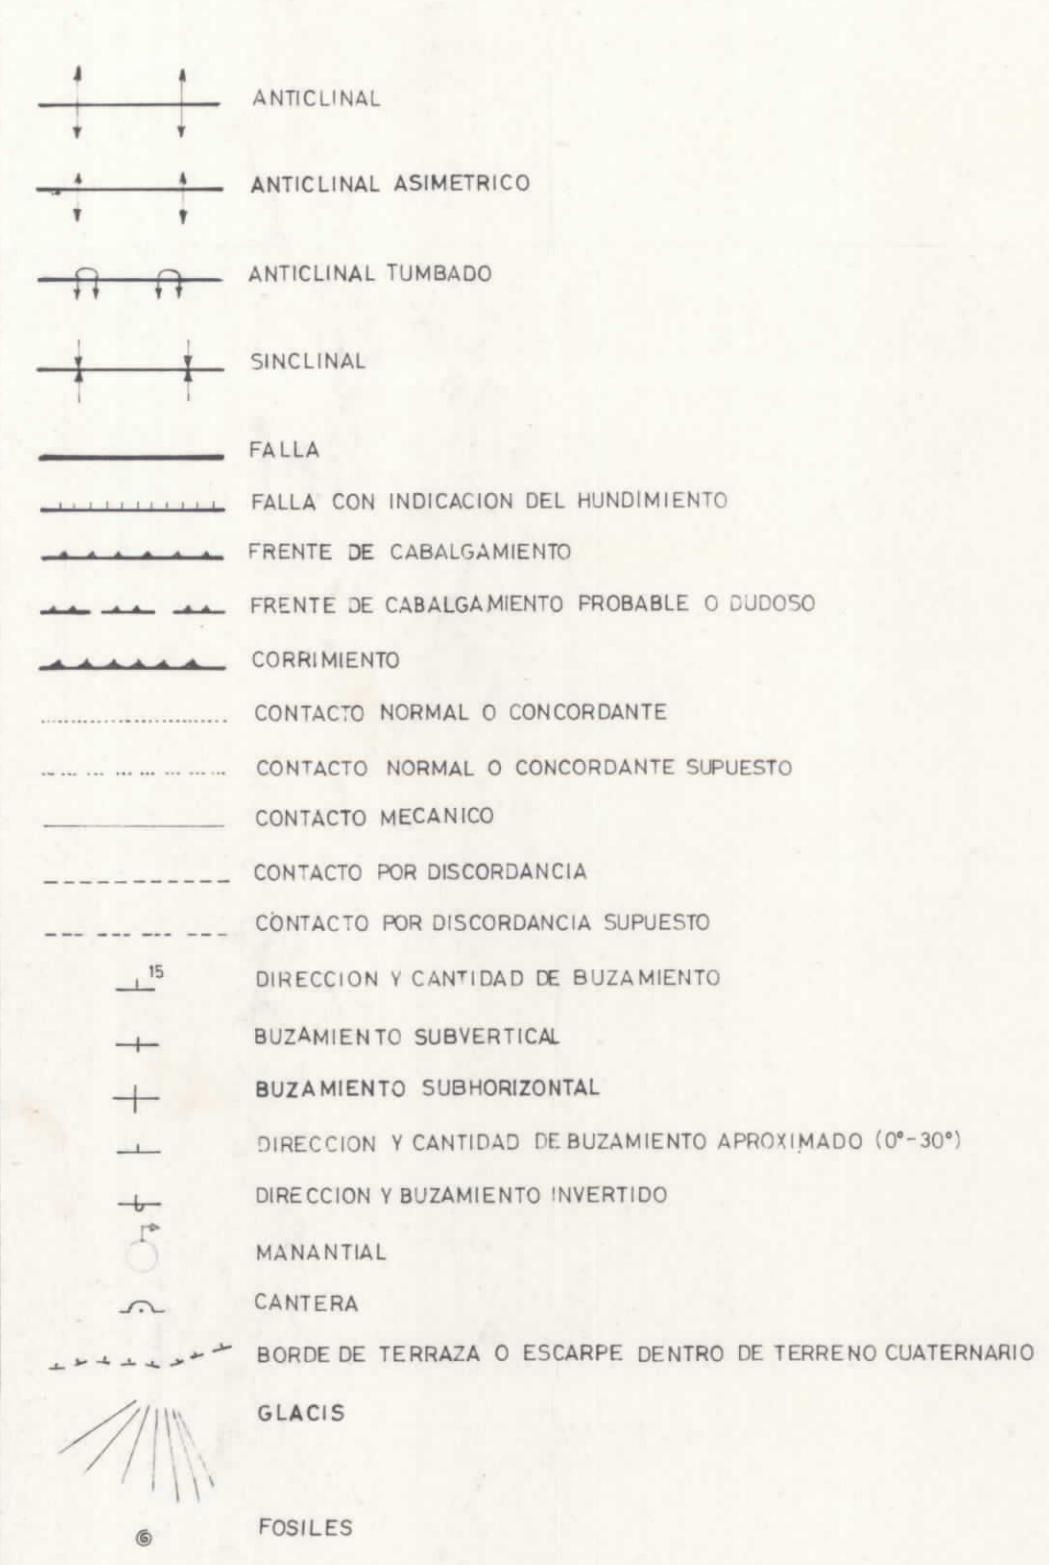 ANTICLINAL
ANTICLINAL ASIMETRICO
ANTICLINAL TUMBADO
SINCLINAL
FALLA
FALLA CON INDICACION DEL HUNDIMIENTO
FRENTE DE CABALGAMIENTO
FRENTE DE CABALGAMIENTO PROBABLE O DUDOSO
CORRIMIENTO
CONTACTO NORMAL O CONCORDANTE
CONTACTO NORMAL O CONCORDANTE SUPUESTO
CONTACTO MECANICO
CONTACTO POR DISCORDANCIA
CONTACTO POR DISCORDANCIA SUPUESTO
15 DIRECCION Y CANTIDAD DE BUZAMIENTO
BUZAMIENTO SUBVERTICAL
BUZAMIENTO SUBHORIZONTAL
DIRECCION Y CANTIDAD DE BUZAMIENTO APROXIMADO (0°-30°)
DIRECCION Y BUZAMIENTO INVERTIDO
MANANTIAL
CANTERA
BORDE DE TERRAZA O ESCARPE DENTRO DE TERRENO CUATERNARIO
GLACIS
FOSILES